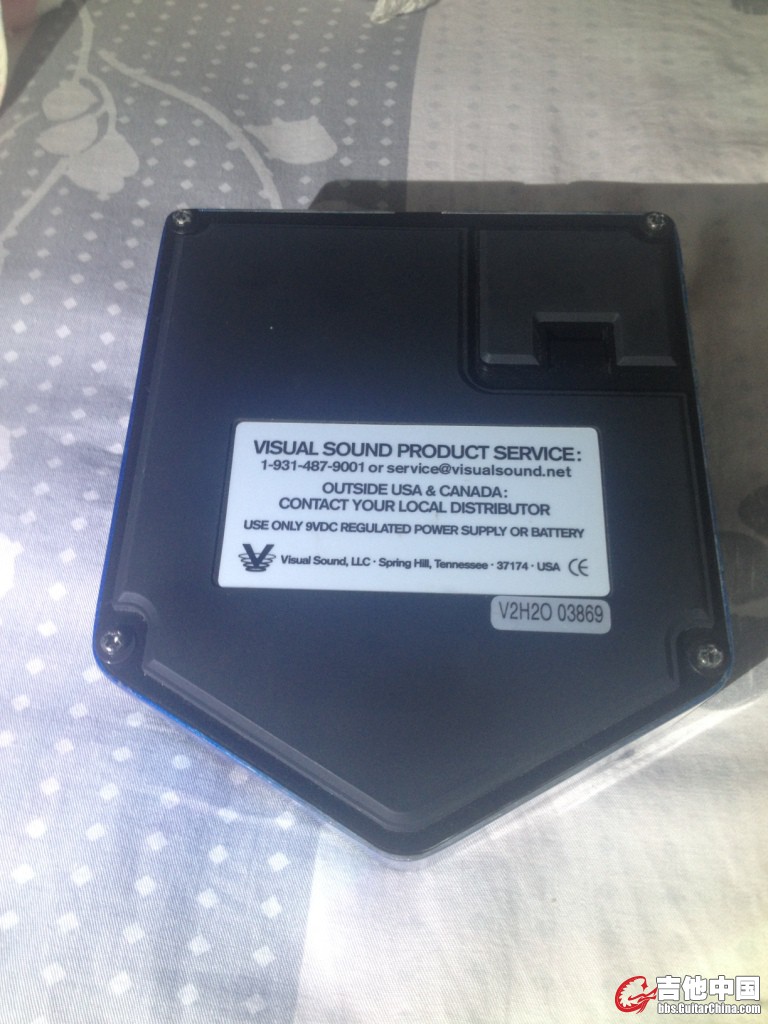 VISUAL SOUND PRODUCT SERVICE:
1-931-487-9001 or service@visualsound.net
OUTSIDE USA & CANADA:
CONTACT YOUR LOCAL DISTRIBUTOR
USE ONLY 9VDC REGULATED POWER SUPPLY OR BATTERY
V Visual Sound, LLC · Spring Hill, Tennessee · 37174 · USA CE
V2H2O 03869
吉他中国
bbs.GuitarChina.com